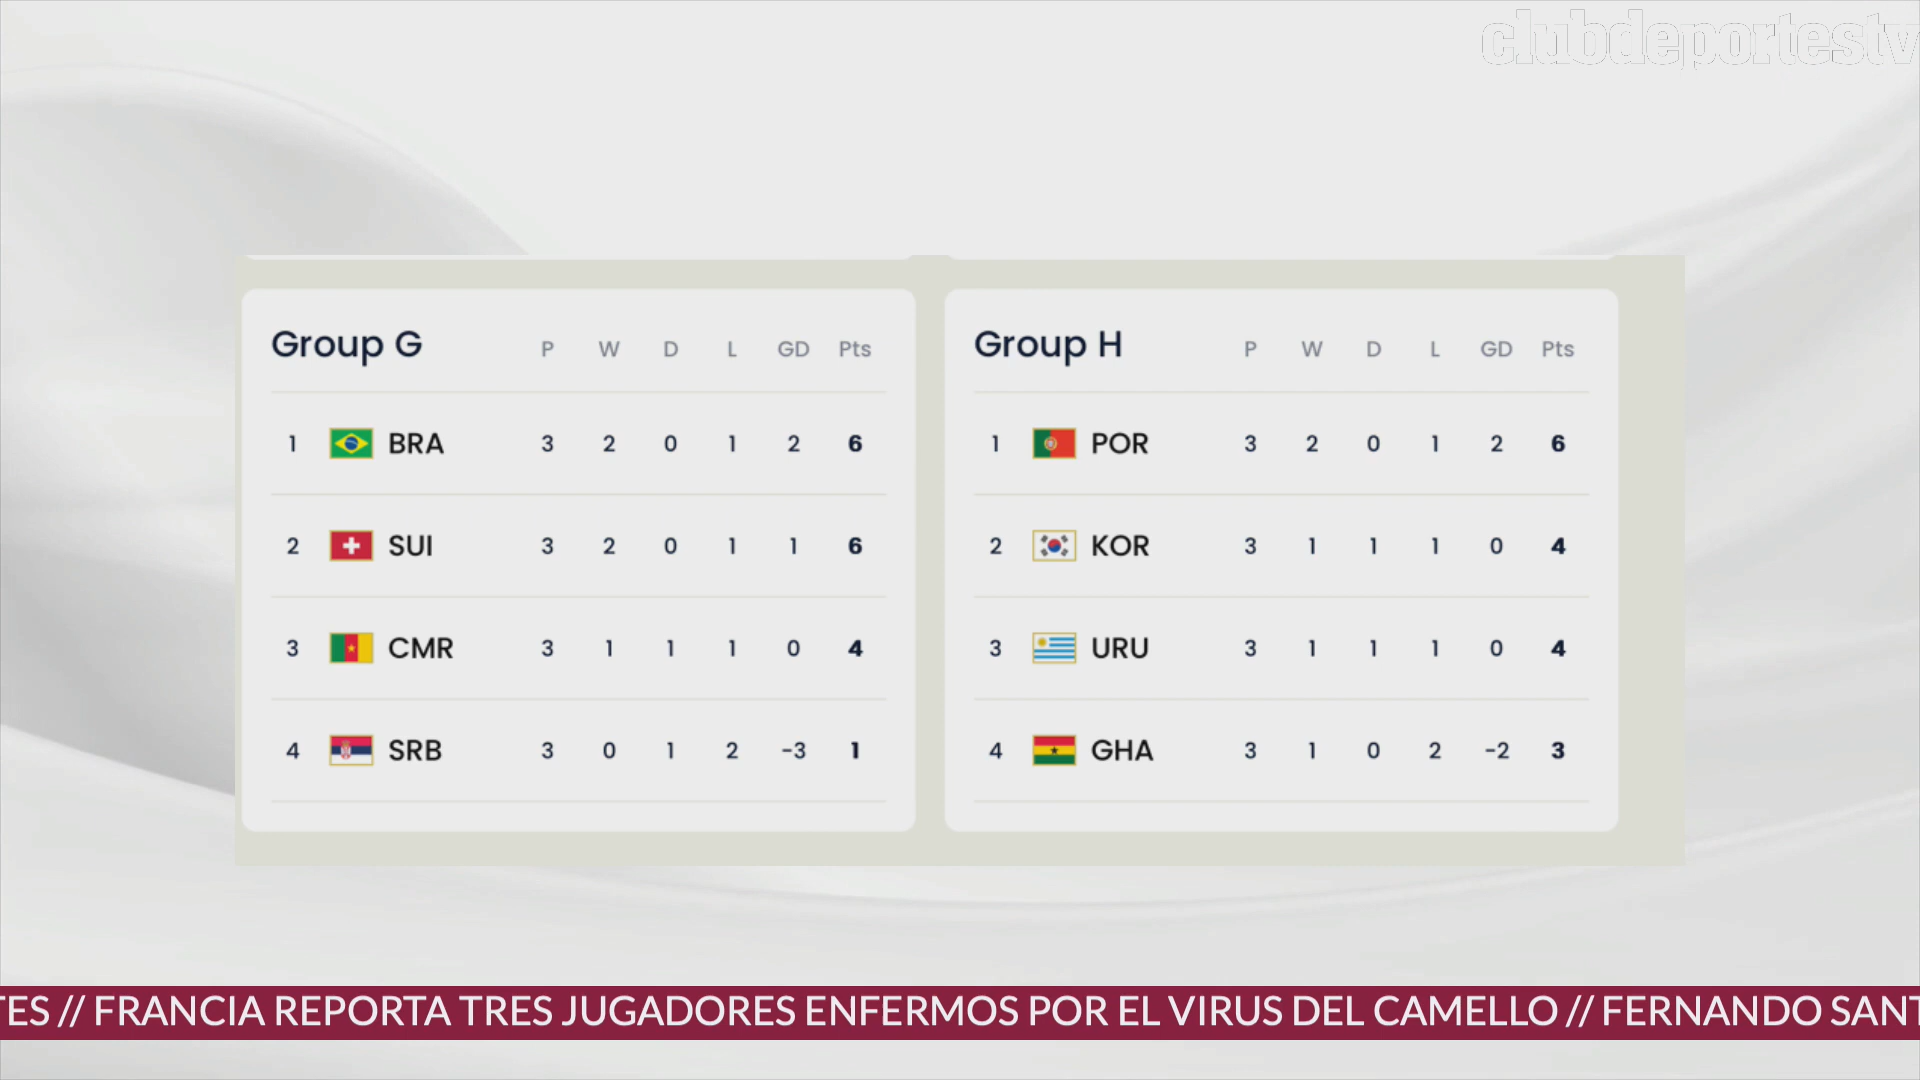 clubdeportestv
Group G P W D L GD Pts
1 BRA 3 2 0 1 2 6
2 SUI 3 2 0 1 1 6
3 CMR 3 1 1 1 0 4
4 SRB 3 0 1 2 -3 1
Group H P W D L GD Pts
1 POR 3 2 0 1 2 6
2 KOR 3 1 1 1 0 4
3 URU 3 1 1 1 0 4
4 GHA 3 1 0 2 -2 3
TES // FRANCIA REPORTA TRES JUGADORES ENFERMOS POR EL VIRUS DEL CAMELLO // FERNANDO SANT